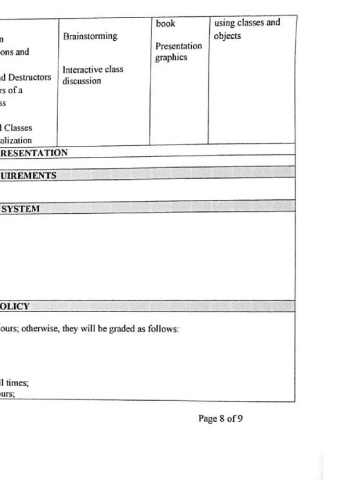 book
using classes and
Brainstorming
objects
ons and
Presentation
graphics
Interactive class
d Destructors
discussion
rs of a
ss
l Classes
alization
RESENTATION
UIREMENTS
SYSTEM
OLICY
ours; otherwise, they will be graded as follows:
ll times;
urs;
Page 8 of 9